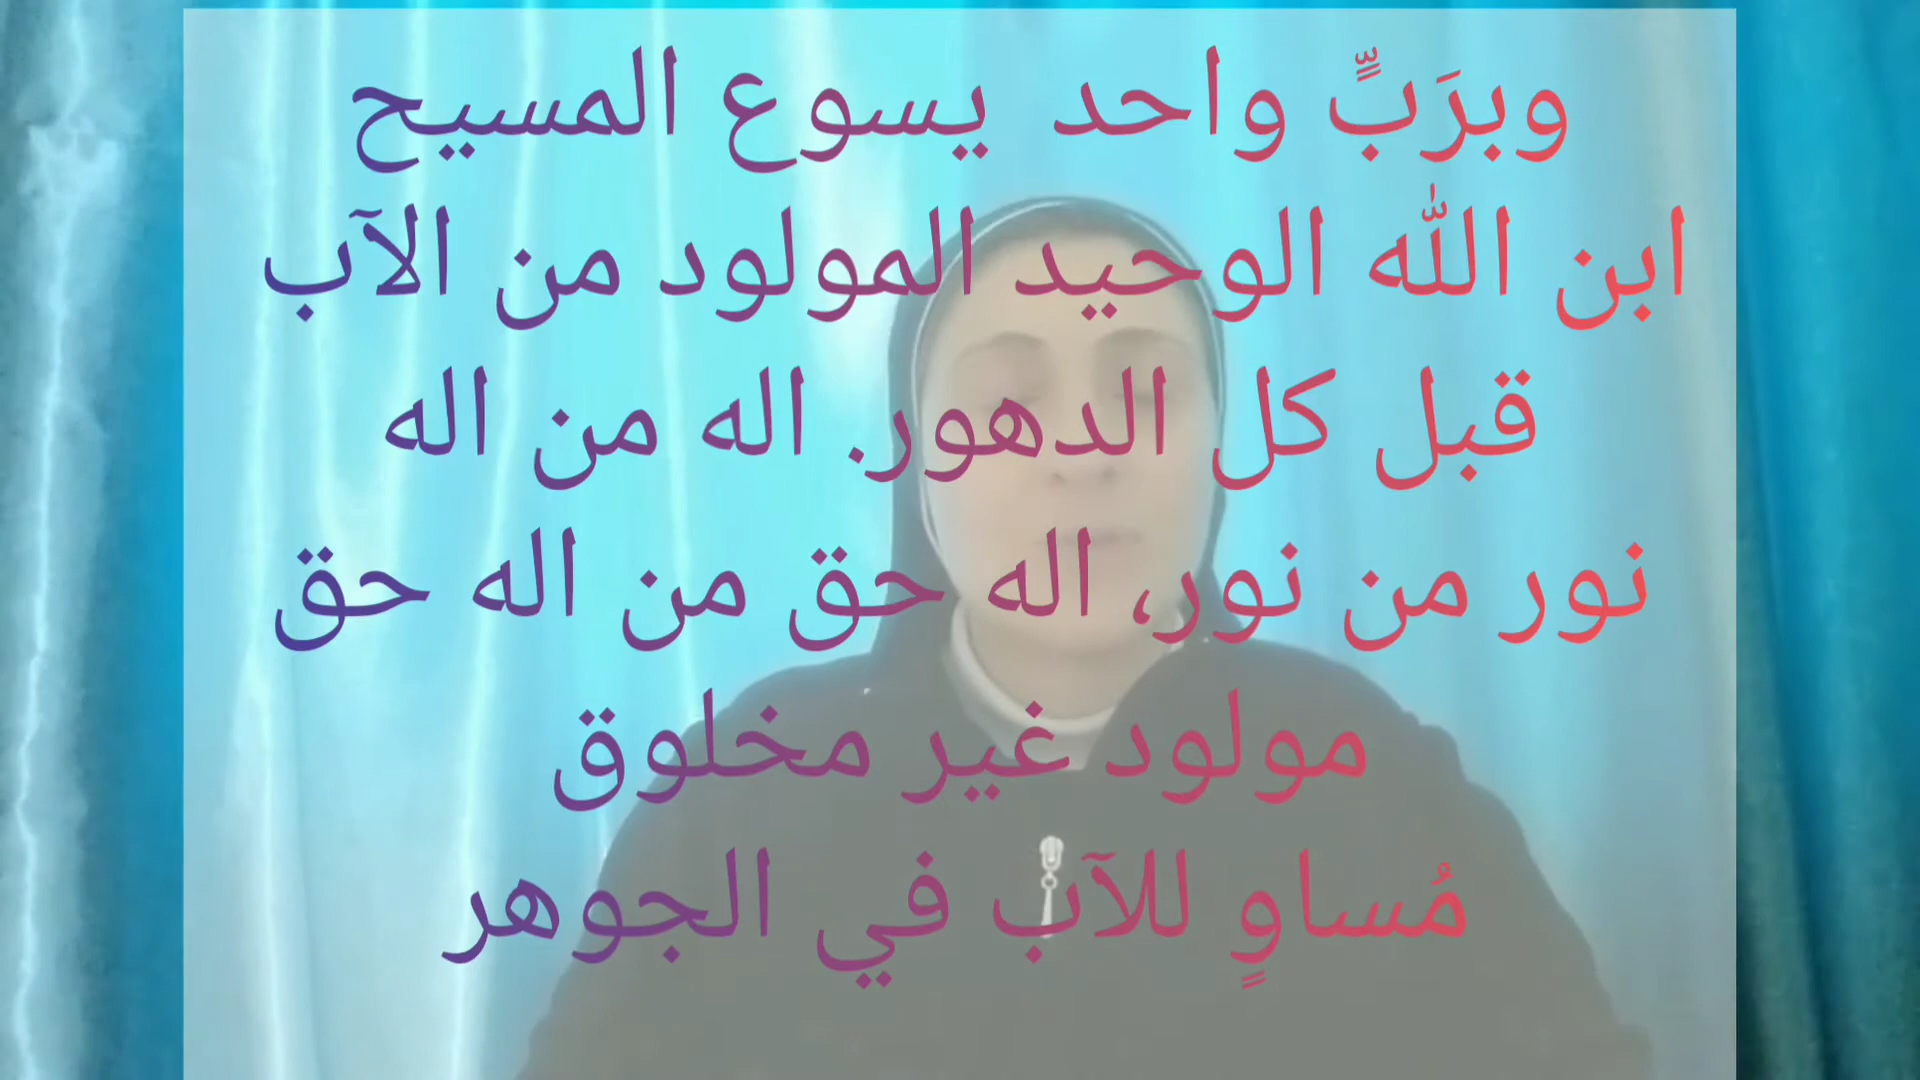 وبرَبٍّ واحد يسوع المسيح
ابن الله الوحيد المولود من الآب
قبل كل الدهور. اله من اله
نور من نور، اله حق من اله حق
مولود غير مخلوق
مُساوٍ للآب في الجوهر